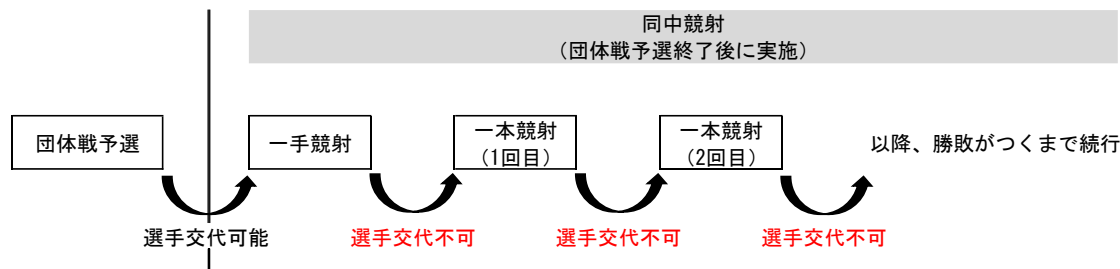 同中競射
(団体戦予選終了後に実施)
団体戦予選
一手競射
一本競射
(1回目)
一本競射
(2回目)
以降、勝敗がつくまで続行
選手交代可能
選手交代不可
選手交代不可
選手交代不可